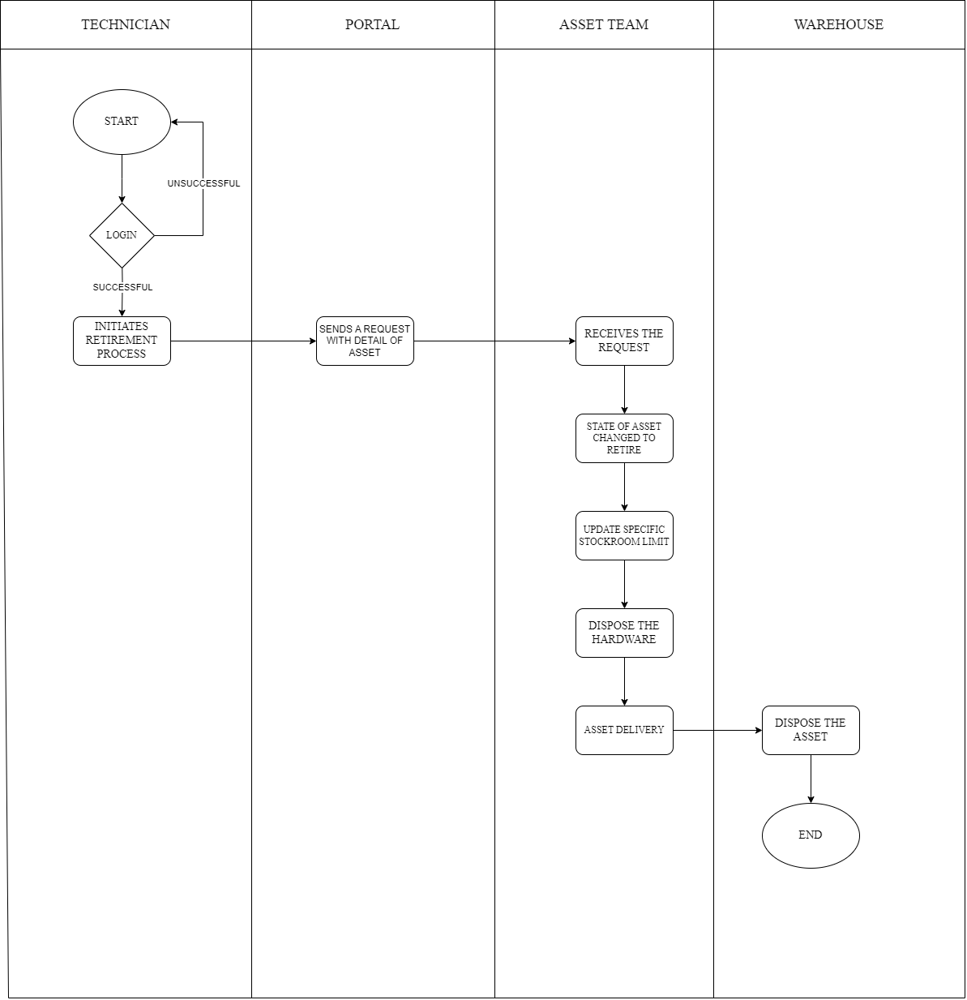 TECHNICIAN
PORTAL
ASSET TEAM
WAREHOUSE
START
UNSUCCESSFUL
LOGIN
SUCCESSFUL
INITIATES
RETIREMENT
PROCESS
SENDS A REQUEST
WITH DETAIL OF
ASSET
RECEIVES THE
REQUEST
STATE OF ASSET
CHANGED TO
RETIRE
UPDATE SPECIFIC
STOCKROOM LIMIT
DISPOSE THE
HARDWARE
ASSET DELIVERY
DISPOSE THE
ASSET
END